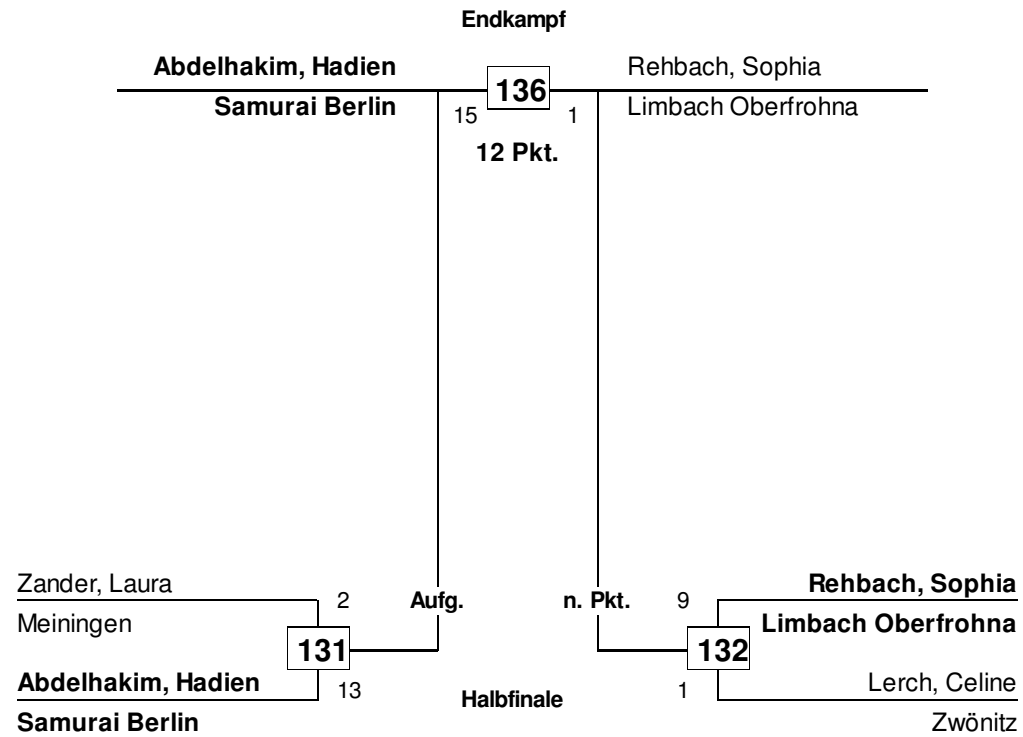 Endkampf
Abdelhakim, Hadien
Samurai Berlin
136
Rehbach, Sophia
Limbach Oberfrohna
15
1
12 Pkt.
Zander, Laura
Meiningen
2
Aufg.
n. Pkt.
9
Rehbach, Sophia
Limbach Oberfrohna
131
132
Abdelhakim, Hadien
Samurai Berlin
13
Halbfinale
1
Lerch, Celine
Zwönitz